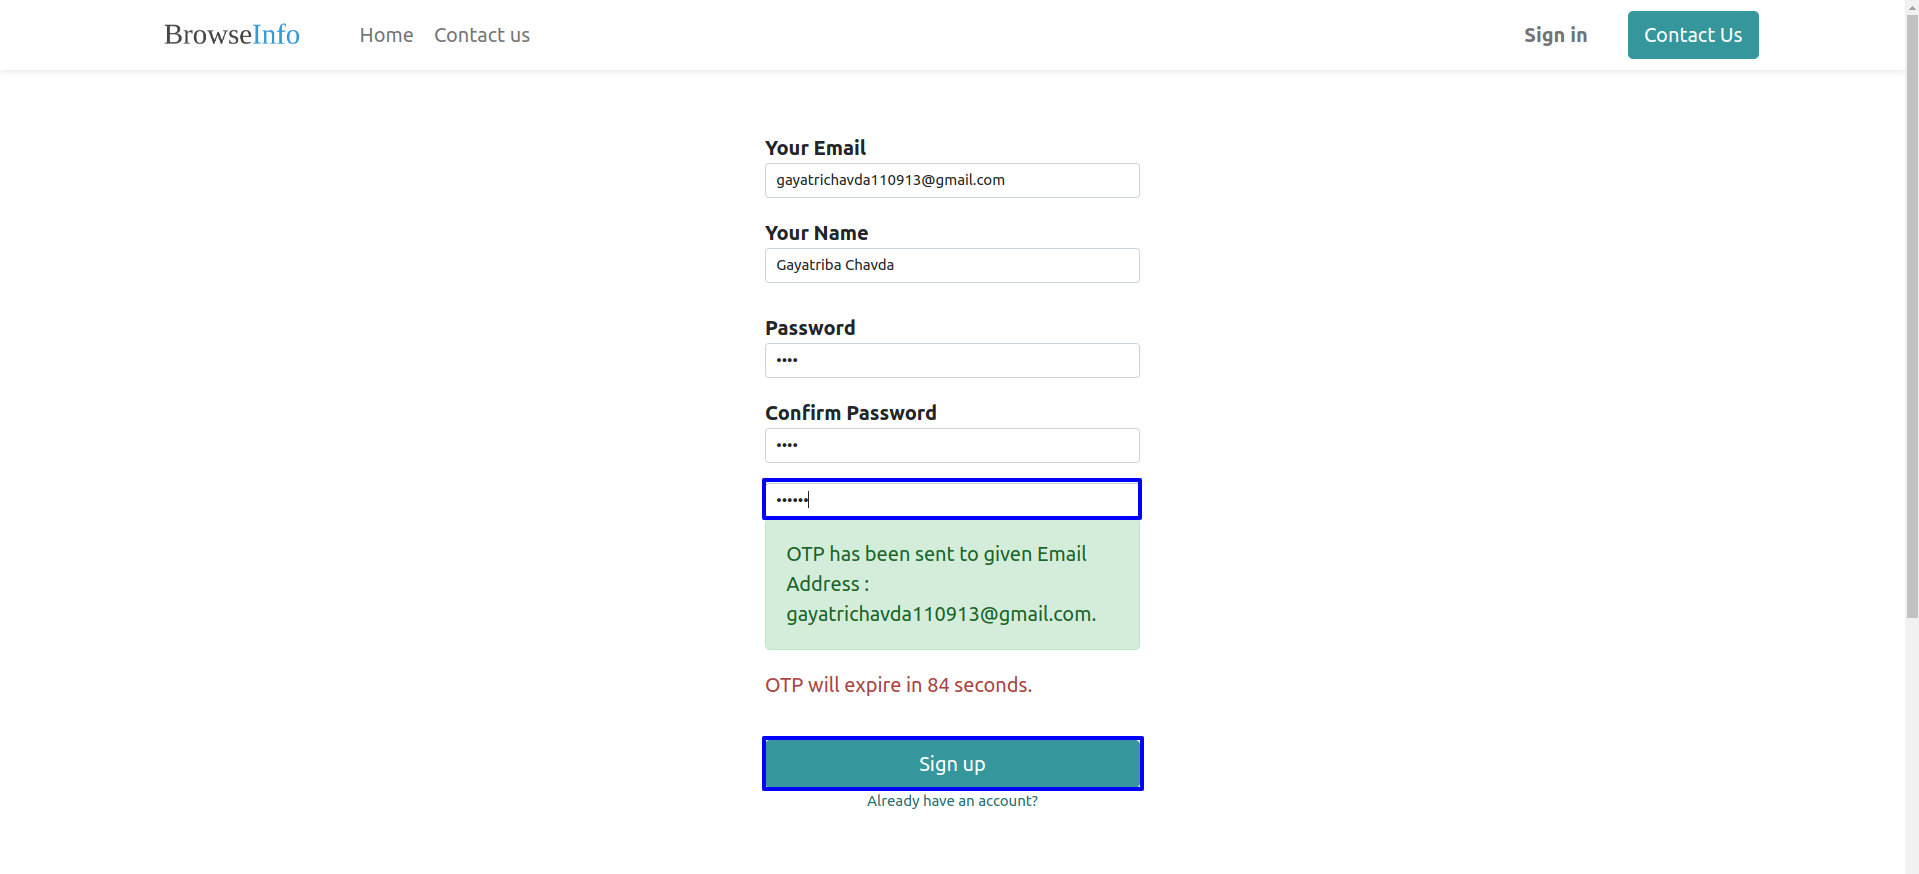 BrowseInfo Home Contact us Sign in Contact Us
Your Email
gayatrichavda110913@gmail.com
Your Name
Gayatriba Chavda
Password
••••
Confirm Password
••••
••••••
OTP has been sent to given Email
Address :
gayatrichavda110913@gmail.com.
OTP will expire in 84 seconds.
Sign up
Already have an account?